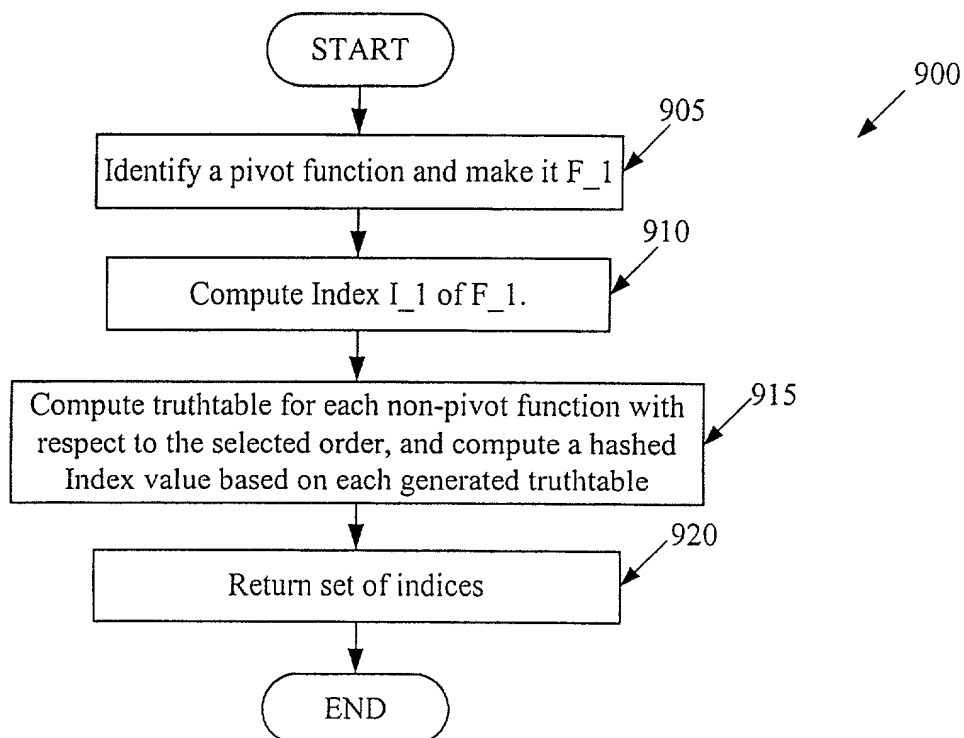 START
900
905
Identify a pivot function and make it F_1
910
Compute Index I_1 of F_1.
915
Compute truthtable for each non-pivot function with
respect to the selected order, and compute a hashed
Index value based on each generated truthtable
920
Return set of indices
END